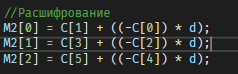 //Расшифрование
M2[0] = C[1] + ((-C[0]) * d);
M2[1] = C[3] + ((-C[2]) * d);
M2[2] = C[5] + ((-C[4]) * d);